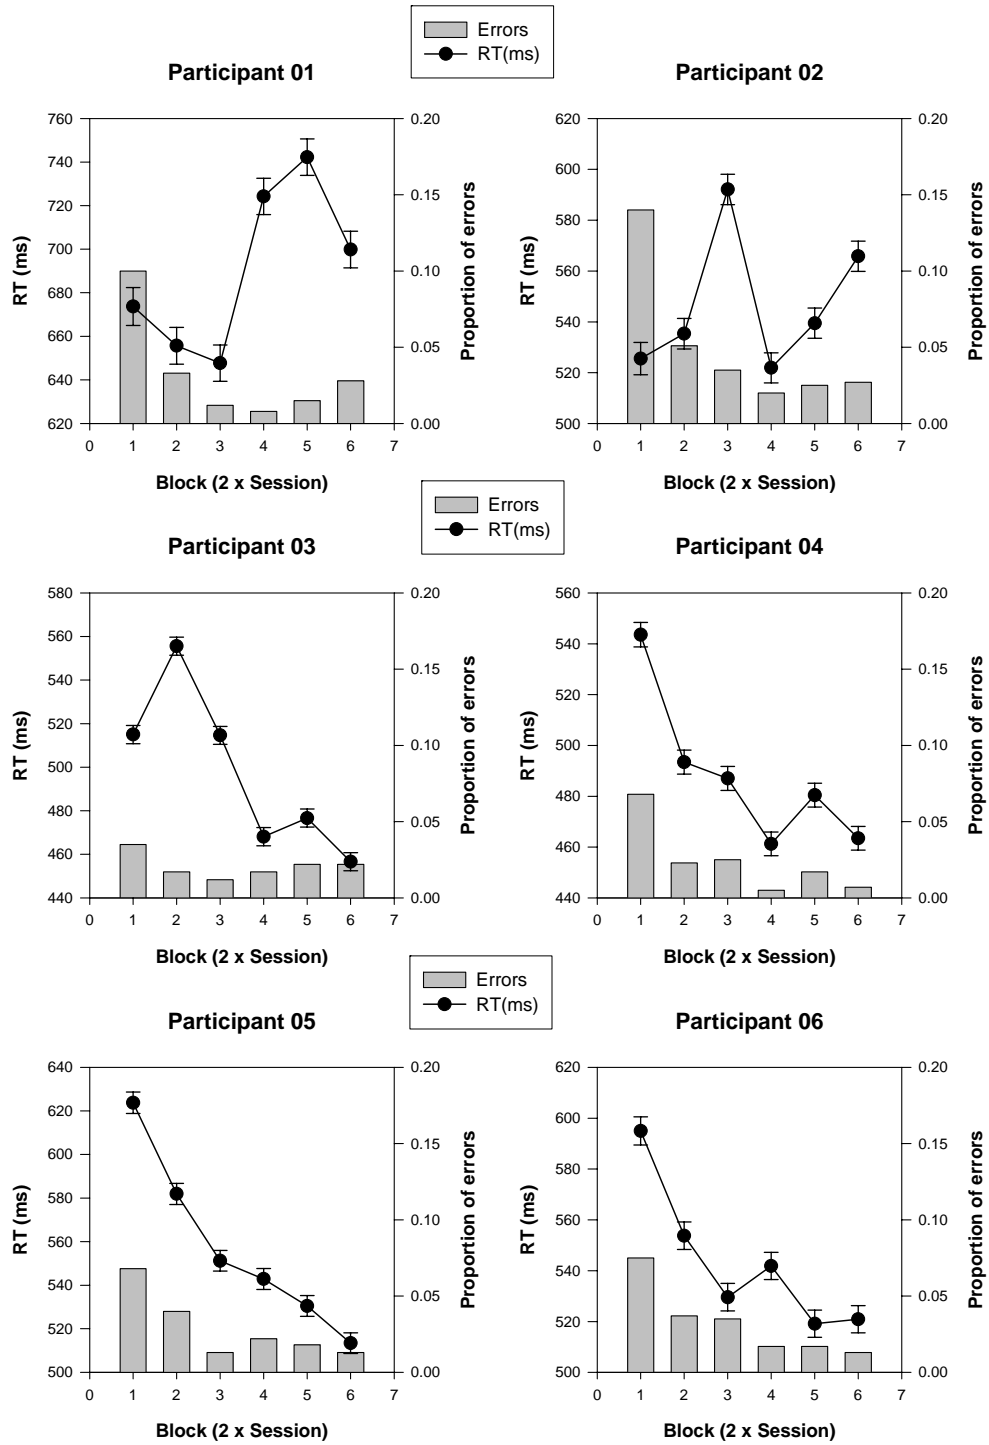 Errors
RT(ms)
Participant 01
Participant 02
760
740
720
700
680
660
640
620
RT (ms)
0.20
0.15
0.10
0.05
0.00
Proportion of errors
0 1 2 3 4 5 6 7
Block (2 x Session)
620
600
580
560
540
520
500
RT (ms)
0.20
0.15
0.10
0.05
0.00
Proportion of errors
0 1 2 3 4 5 6 7
Block (2 x Session)
Errors
RT(ms)
Participant 03
Participant 04
580
560
540
520
500
480
460
440
RT (ms)
0.20
0.15
0.10
0.05
0.00
Proportion of errors
0 1 2 3 4 5 6 7
Block (2 x Session)
560
540
520
500
480
460
440
RT (ms)
0.20
0.15
0.10
0.05
0.00
Proportion of errors
0 1 2 3 4 5 6 7
Block (2 x Session)
Errors
RT(ms)
Participant 05
Participant 06
640
620
600
580
560
540
520
500
RT (ms)
0.20
0.15
0.10
0.05
0.00
Proportion of errors
0 1 2 3 4 5 6 7
Block (2 x Session)
620
600
580
560
540
520
500
RT (ms)
0.20
0.15
0.10
0.05
0.00
Proportion of errors
0 1 2 3 4 5 6 7
Block (2 x Session)